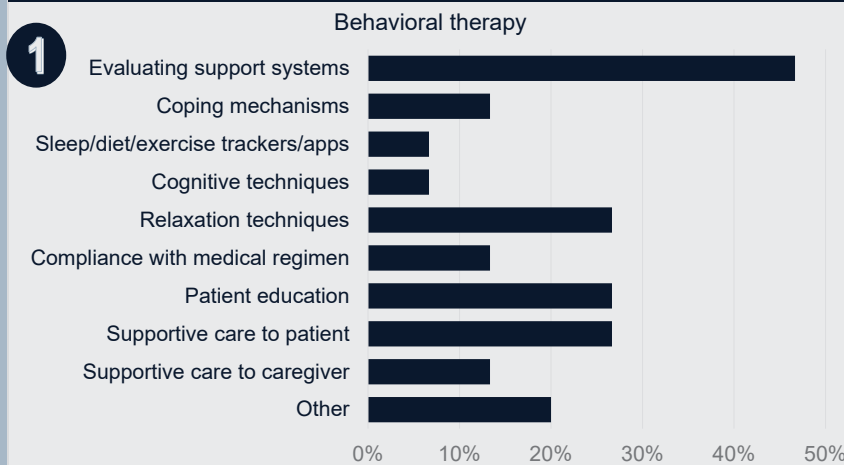 Behavioral therapy
1
Evaluating support systems
Coping mechanisms
Sleep/diet/exercise trackers/apps
Cognitive techniques
Relaxation techniques
Compliance with medical regimen
Patient education
Supportive care to patient
Supportive care to caregiver
Other
0% 10% 20% 30% 40% 50%